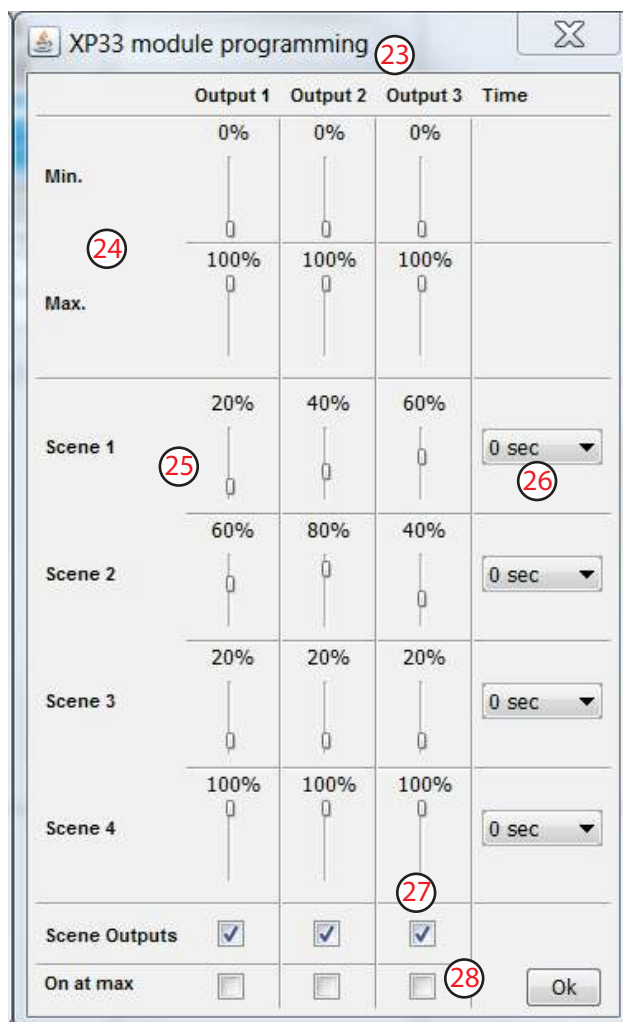 XP33 module programming 23
Output 1 Output 2 Output 3 Time
0% 0% 0%
Min.
24
100% 100% 100%
Max.
20% 40% 60%
Scene 1 25 0 sec
26
60% 80% 40%
Scene 2 0 sec
20% 20% 20%
Scene 3 0 sec
100% 100% 100%
Scene 4 0 sec
27
Scene Outputs
On at max 28 Ok